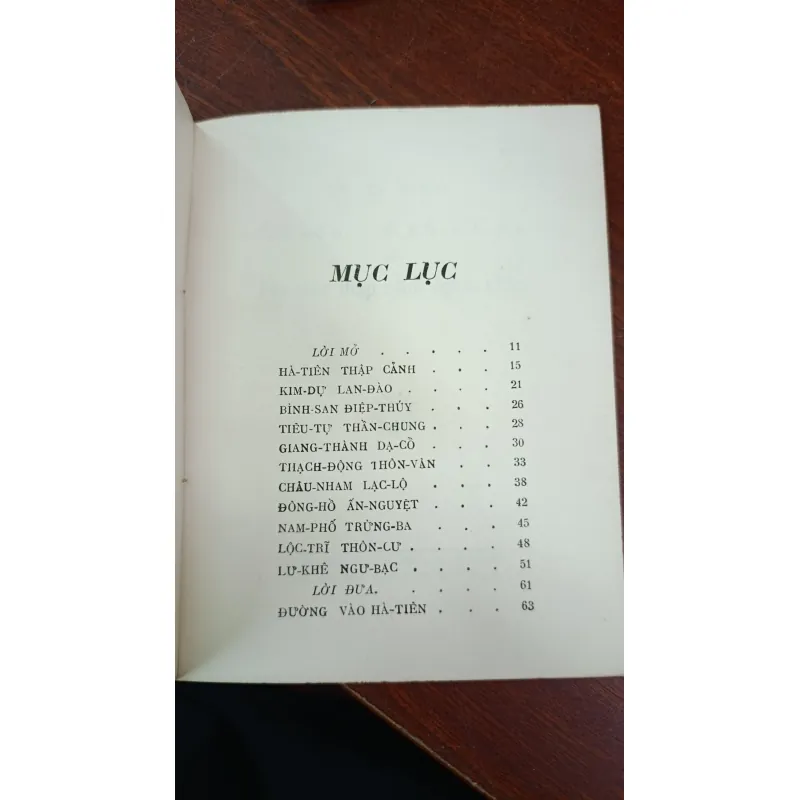 MỤC LỤC
LỜI MỞ . . . . . 11
HÀ-TIÊN THẬP CẢNH . . . 15
KIM-DỰ LAN-ĐÀO . . . . 21
BÌNH-SAN ĐIỆP-THÚY . . . 26
TIÊU-TỰ THẦN-CHUNG . . . 28
GIANG-THÀNH DẠ-CỒ . . . 30
THẠCH-ĐỘNG THÔN-VÂN . . 33
CHÂU-NHAM LẠC-LỘ . . . 38
ĐÔNG-HỒ ẤN-NGUYỆT . . . 42
NAM-PHỐ TRỪNG-BA . . . 45
LỘC-TRĨ THÔN-CƯ . . . . 48
LƯ-KHÊ NGƯ-BẠC . . . . 51
LỜI ĐƯA. . . . . 61
ĐƯỜNG VÀO HÀ-TIÊN . . . 63